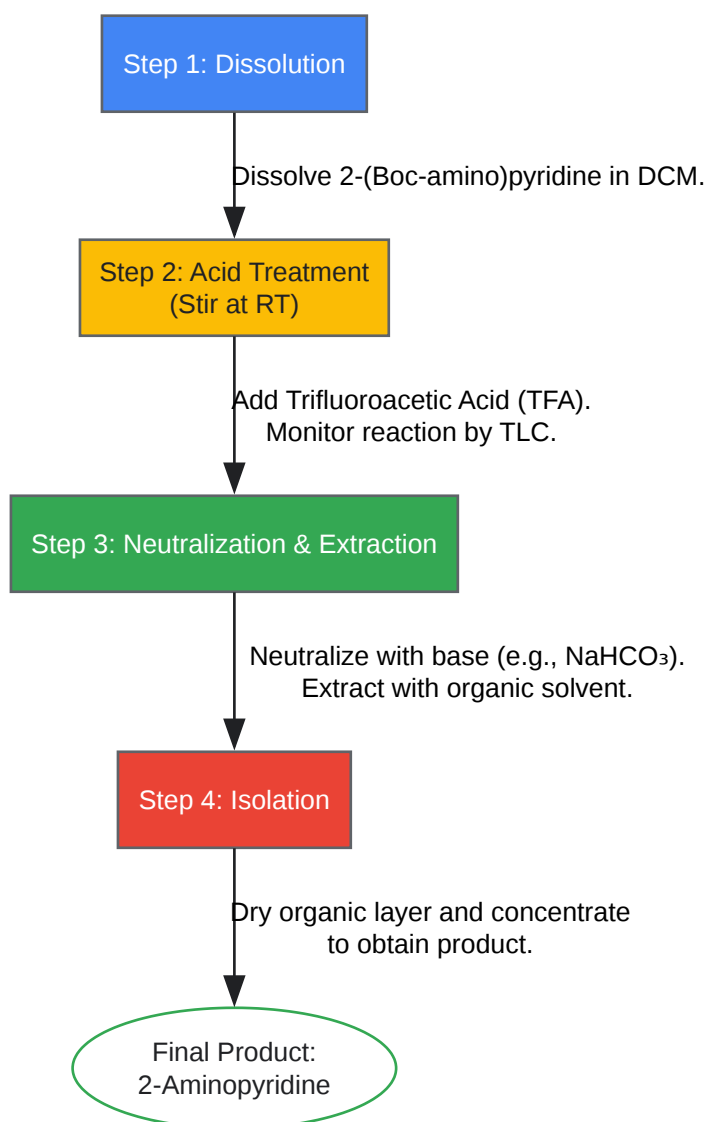 Step 1: Dissolution
Dissolve 2-(Boc-amino)pyridine in DCM.
Step 2: Acid Treatment
(Stir at RT)
Add Trifluoroacetic Acid (TFA).
Monitor reaction by TLC.
Step 3: Neutralization & Extraction
Neutralize with base (e.g., NaHCO₃).
Extract with organic solvent.
Step 4: Isolation
Dry organic layer and concentrate
to obtain product.
Final Product:
2-Aminopyridine